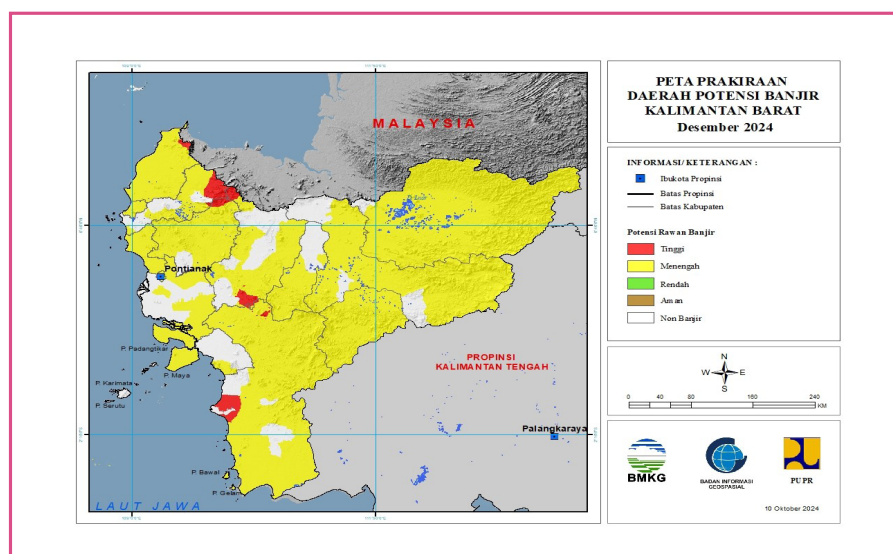 PETA PRAKIRAAN
DAERAH POTENSI BANJIR
KALIMANTAN BARAT
Desember 2024
INFORMASI/KETERANGAN :
Ibukota Propinsi
Batas Propinsi
Batas Kabupaten
Potensi Rawan Banjir
Tinggi
Menengah
Rendah
Aman
Non Banjir
MALAYSIA
Pontianak
P. Padangtikar
P. Maya
P. Karimata
P. Serutu
PROPINSI
KALIMANTAN TENGAH
Palangkaraya
P. Bawal
P. Gelam
LAUT JAWA
N
W E
S
0 40 80 160 240
KM
BMKG
BADAN INFORMASI
GEOSPASIAL
PUPR
10 Oktober 2024